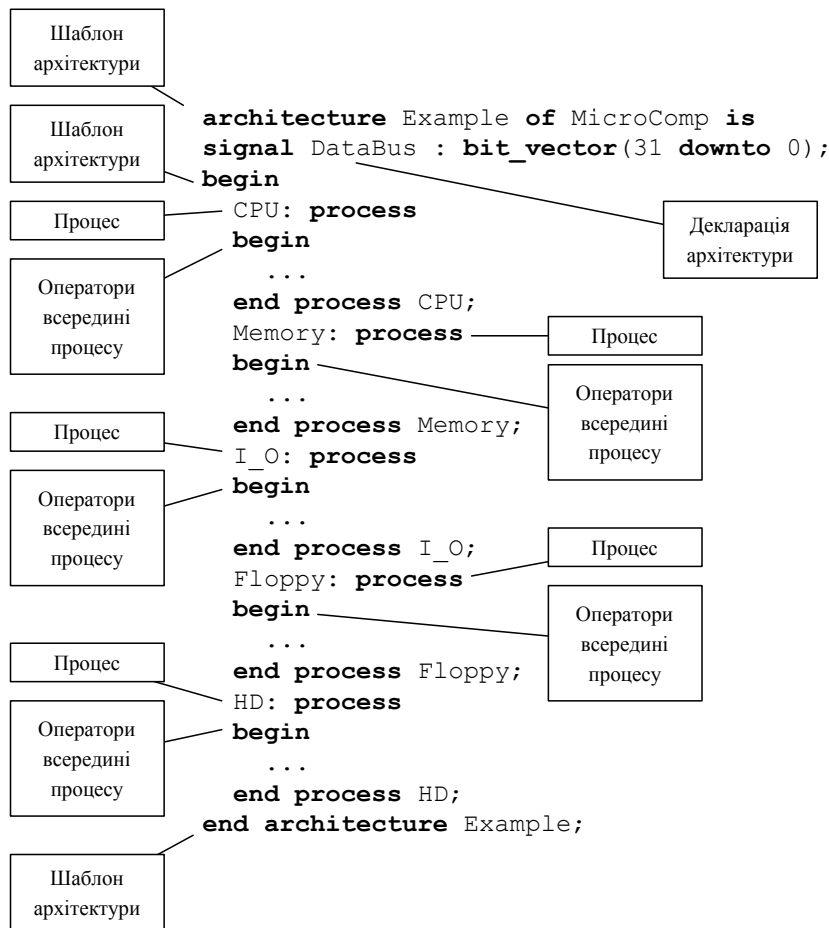 Шаблон
архітектури
architecture Example of MicroComp is
Шаблон
архітектури
signal DataBus : bit_vector(31 downto 0);
begin
Процес
CPU: process
Декларація
архітектури
begin
Оператори
всередині
процесу
...
end process CPU;
Memory: process
Процес
begin
Оператори
всередині
процесу
...
end process Memory;
Процес
I_O: process
begin
Оператори
всередині
процесу
...
end process I_O;
Процес
Floppy: process
begin
Оператори
всередині
процесу
...
end process Floppy;
Процес
HD: process
begin
Оператори
всередині
процесу
...
end process HD;
end architecture Example;
Шаблон
архітектури